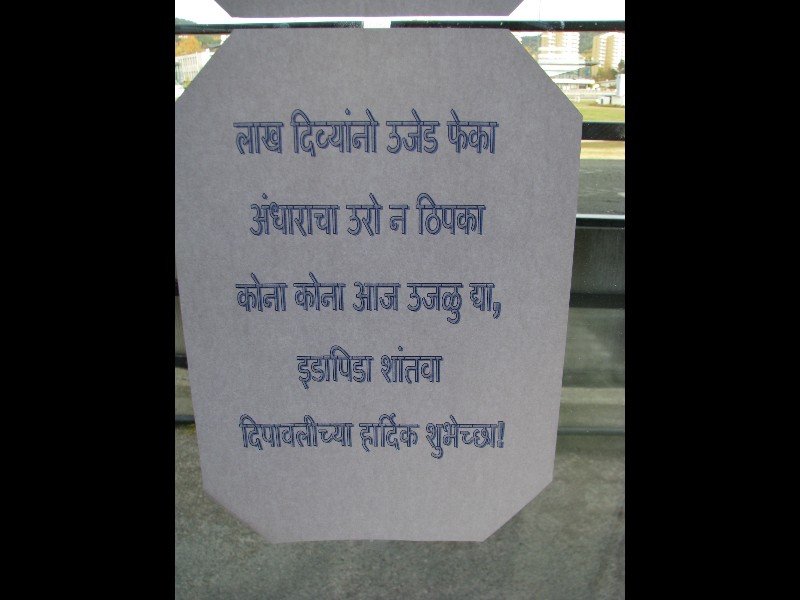 लाख दिव्यांनो उजेड फेका
अंधाराचा उरो न ठिपका
कोना कोना आज उजळु द्या,
इडापिडा शांतवा
दिपावलीच्या हार्दिक शुभेच्छा!